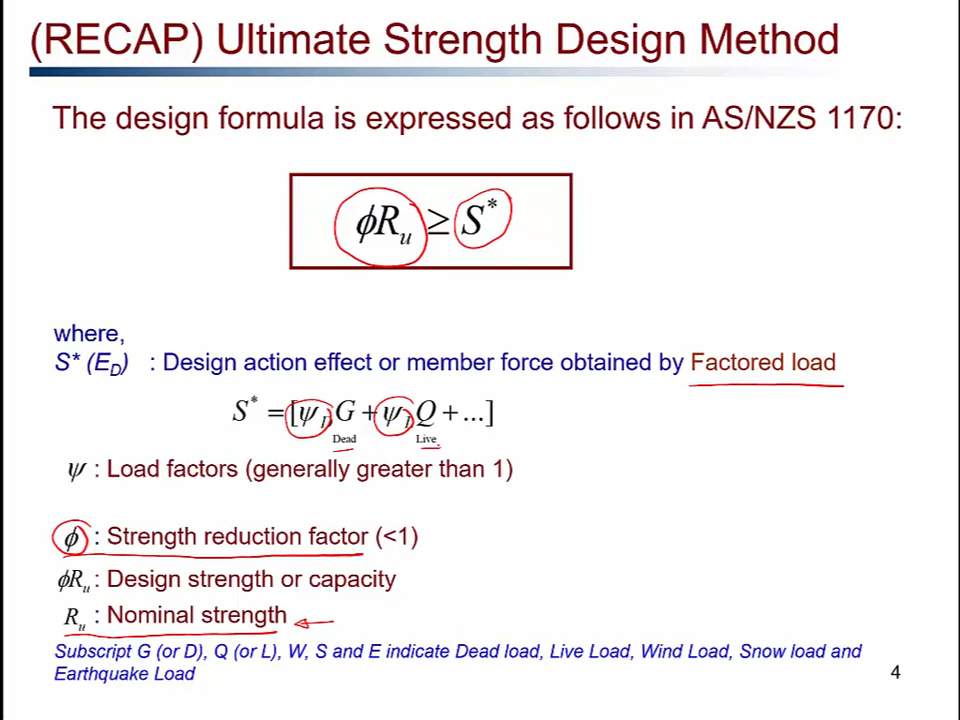 (RECAP) Ultimate Strength Design Method
The design formula is expressed as follows in AS/NZS 1170:
ϕR_u ≥ S*
where,
S* (E_D) : Design action effect or member force obtained by Factored load
S* = [ψ_D G + ψ_L Q + ...]
Dead Live
ψ : Load factors (generally greater than 1)
ϕ : Strength reduction factor (<1)
ϕR_u : Design strength or capacity
R_u : Nominal strength
Subscript G (or D), Q (or L), W, S and E indicate Dead load, Live Load, Wind Load, Snow load and
Earthquake Load
4